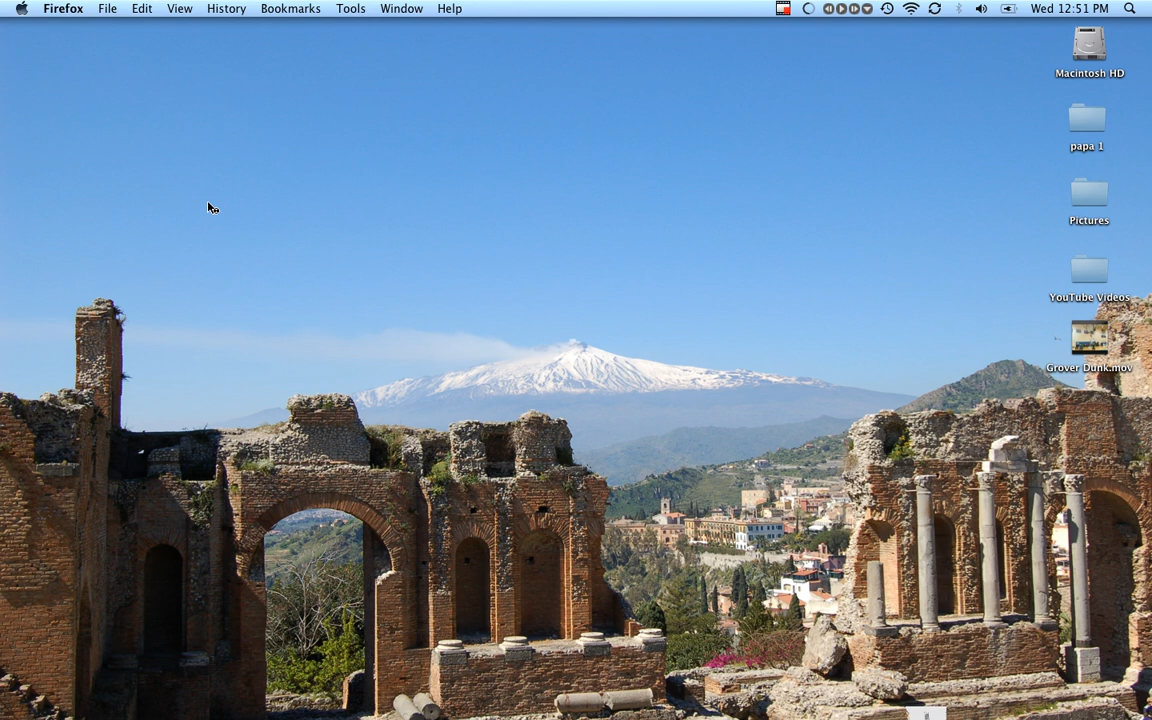 Firefox File Edit View History Bookmarks Tools Window Help Wed 12:51 PM
Macintosh HD
papa 1
Pictures
YouTube Videos
Grover Dunk.mov